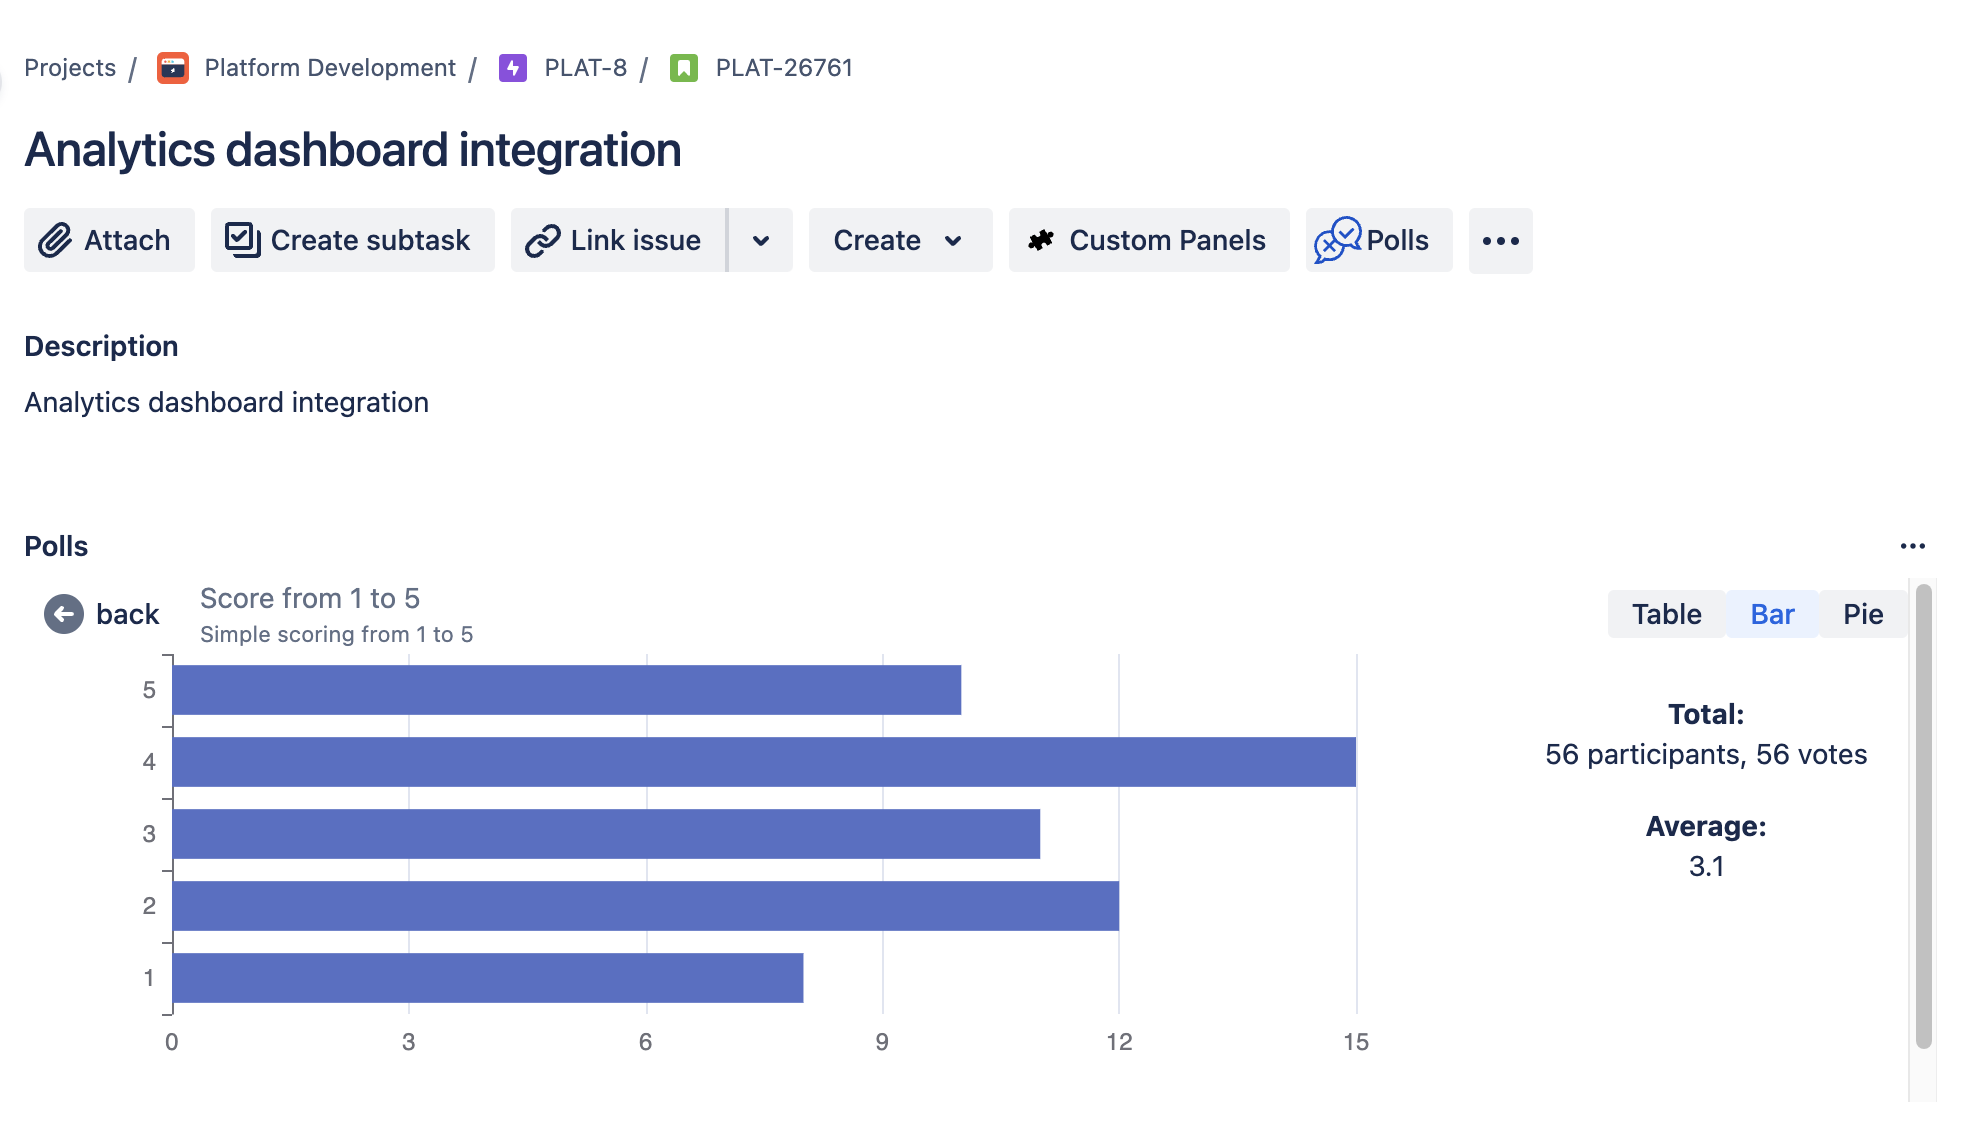 Projects / Platform Development / PLAT-8 / PLAT-26761
Analytics dashboard integration
Attach Create subtask Link issue Create Custom Panels Polls
Description
Analytics dashboard integration
Polls
back
Score from 1 to 5
Simple scoring from 1 to 5
Table Bar Pie
5
4
3
2
1
0 3 6 9 12 15
Total:
56 participants, 56 votes
Average:
3.1